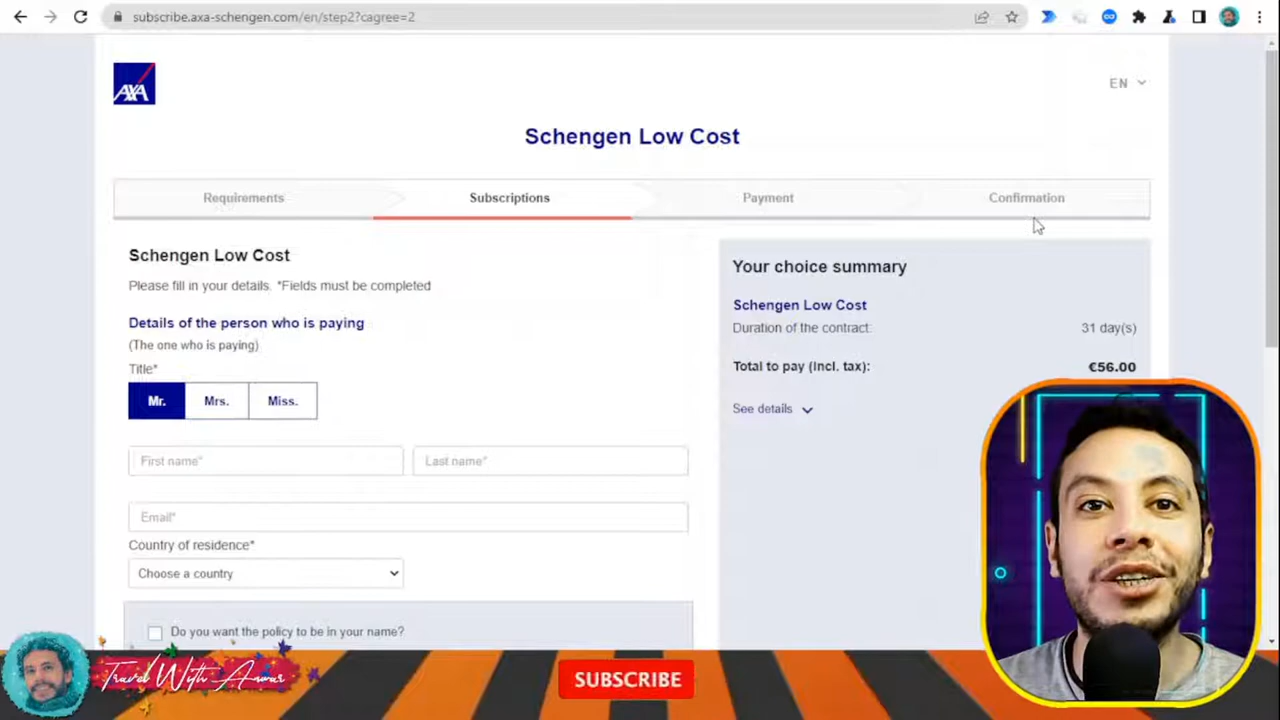 subscribe.axa-schengen.com/en/step2?cagree=2
AXA
EN
Schengen Low Cost
Requirements
Subscriptions
Payment
Confirmation
Schengen Low Cost
Please fill in your details. *Fields must be completed
Details of the person who is paying
(The one who is paying)
Title*
Mr.
Mrs.
Miss.
First name*
Last name*
Email*
Country of residence*
Choose a country
Do you want the policy to be in your name?
Your choice summary
Schengen Low Cost
Duration of the contract: 31 day(s)
Total to pay (incl. tax): €56.00
See details
Travel With Anwar
SUBSCRIBE